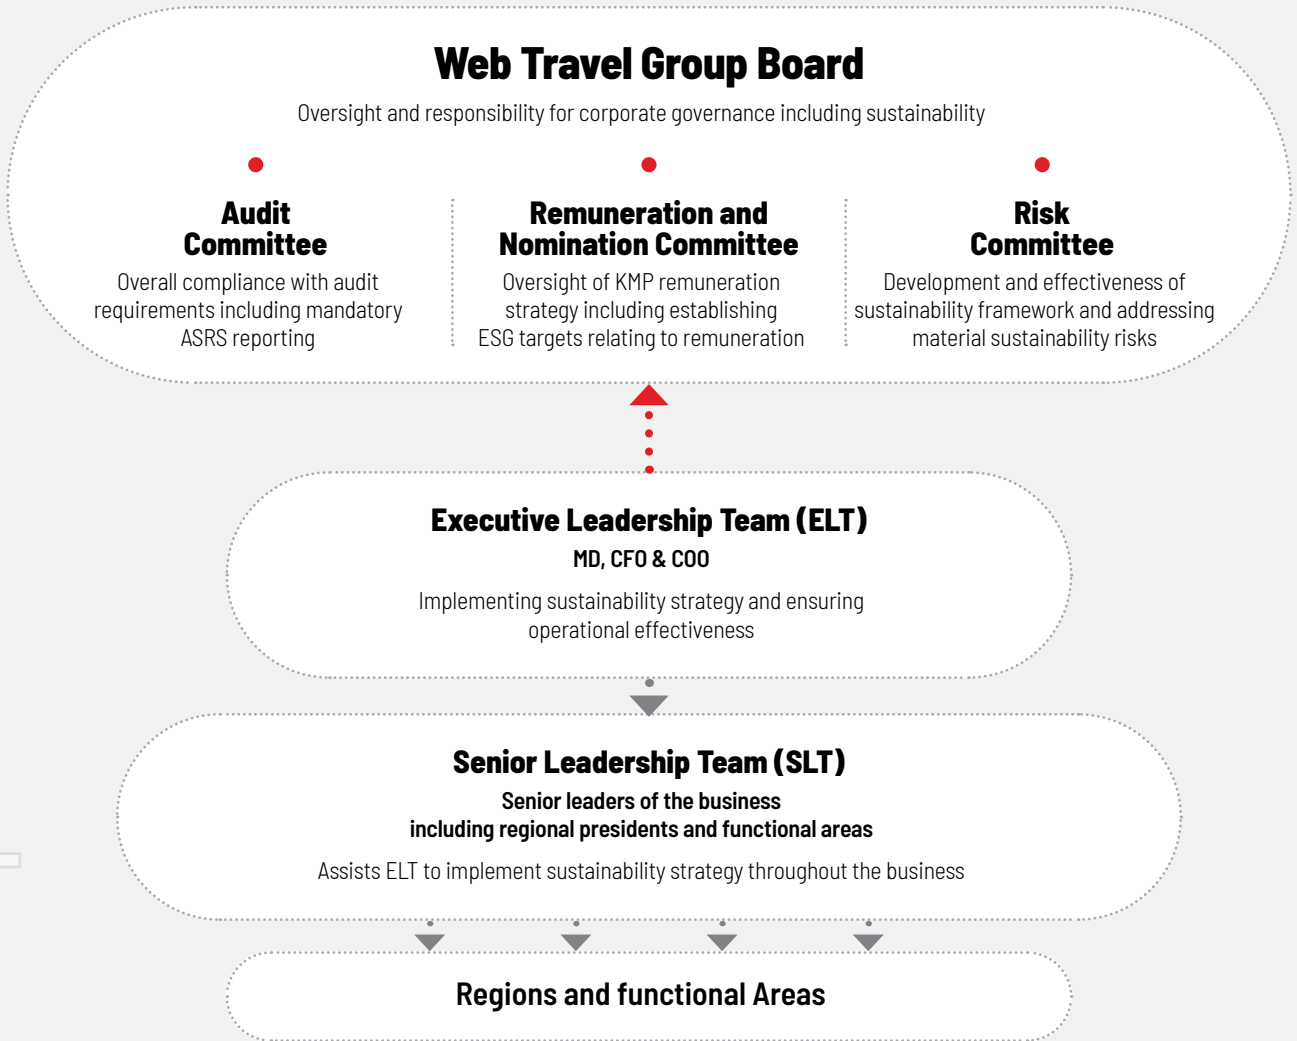 Web Travel Group Board
Oversight and responsibility for corporate governance including sustainability
Audit
Committee
Overall compliance with audit
requirements including mandatory
ASRS reporting
Remuneration and
Nomination Committee
Oversight of KMP remuneration
strategy including establishing
ESG targets relating to remuneration
Risk
Committee
Development and effectiveness of
sustainability framework and addressing
material sustainability risks
Executive Leadership Team (ELT)
MD, CFO & COO
Implementing sustainability strategy and ensuring
operational effectiveness
Senior Leadership Team (SLT)
Senior leaders of the business
including regional presidents and functional areas
Assists ELT to implement sustainability strategy throughout the business
Regions and functional Areas